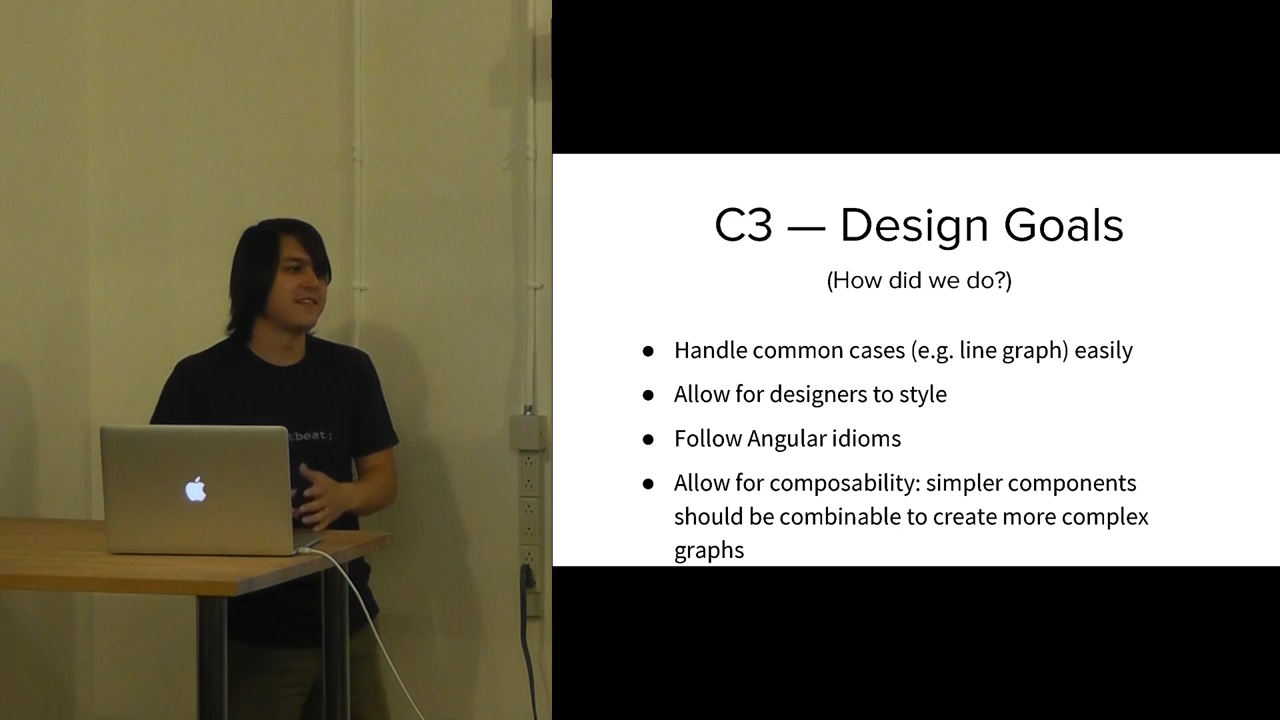 C3 — Design Goals
(How did we do?)
● Handle common cases (e.g. line graph) easily
● Allow for designers to style
● Follow Angular idioms
● Allow for composability: simpler components
should be combinable to create more complex
graphs
beat;